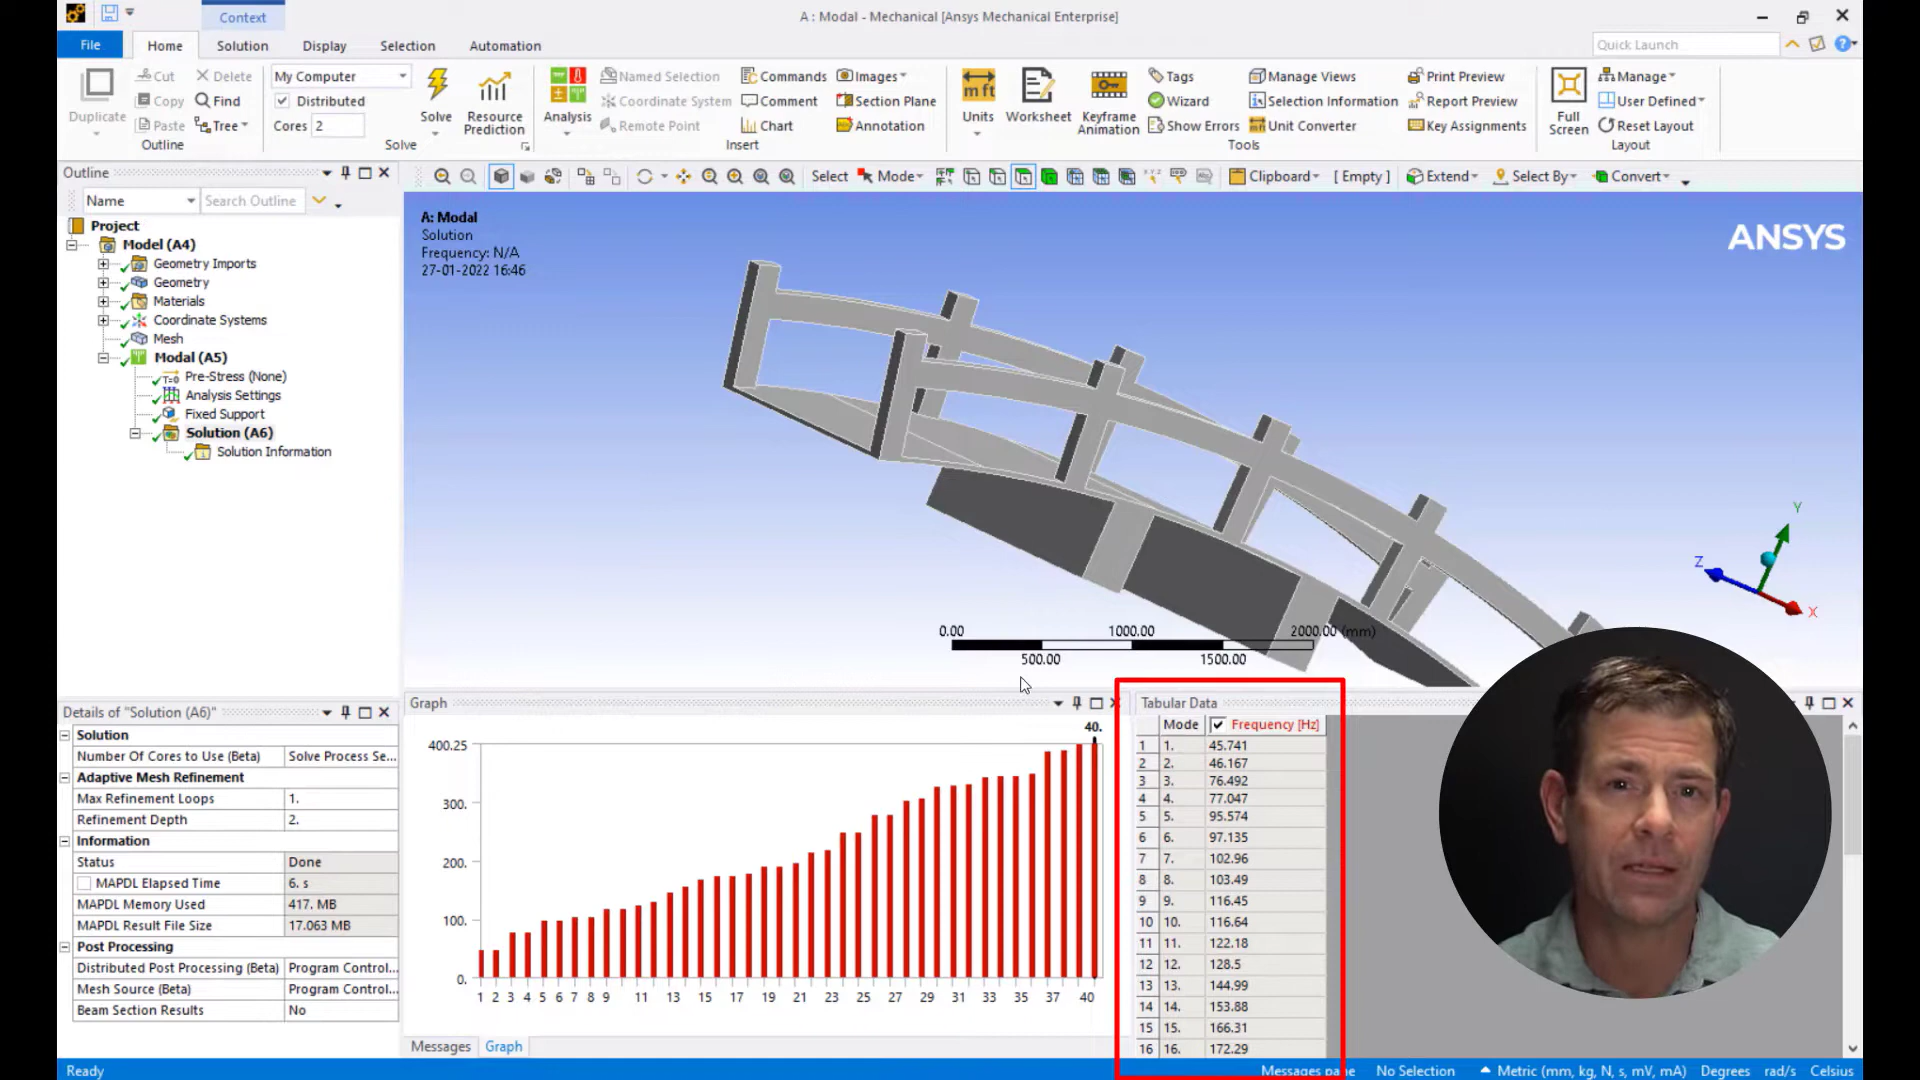 Context
A : Modal - Mechanical [Ansys Mechanical Enterprise]
File
Home
Solution
Display
Selection
Automation
Quick Launch
Duplicate
Cut
Delete
Copy
Find
Paste
Tree
Outline
My Computer
Distributed
Cores 2
Solve
Resource Prediction
Solve
Analysis
Named Selection
Coordinate System
Remote Point
Commands
Comment
Chart
Images
Section Plane
Annotation
Insert
Units
Worksheet
Keyframe Animation
Tags
Wizard
Show Errors
Manage Views
Selection Information
Unit Converter
Print Preview
Report Preview
Key Assignments
Tools
Full Screen
Manage
User Defined
Reset Layout
Layout
Outline
Name
Search Outline
Project
Model (A4)
Geometry Imports
Geometry
Materials
Coordinate Systems
Mesh
Modal (A5)
Pre-Stress (None)
Analysis Settings
Fixed Support
Solution (A6)
Solution Information
Select
Mode
Clipboard
[ Empty ]
Extend
Select By
Convert
A: Modal
Solution
Frequency: N/A
27-01-2022 16:46
ANSYS
Y
Z
X
0.00
1000.00
2000.00 (mm)
500.00
1500.00
Details of "Solution (A6)"
Solution
Number Of Cores to Use (Beta) Solve Process Se...
Adaptive Mesh Refinement
Max Refinement Loops 1.
Refinement Depth 2.
Information
Status Done
MAPDL Elapsed Time 6. s
MAPDL Memory Used 417. MB
MAPDL Result File Size 17.063 MB
Post Processing
Distributed Post Processing (Beta) Program Control...
Mesh Source (Beta) Program Control...
Beam Section Results No
Graph
40.
400.25
300.
200.
100.
0.
1 2 3 4 5 6 7 8 9 11 13 15 17 19 21 23 25 27 29 31 33 35 37 40
Messages
Graph
Tabular Data
Mode Frequency [Hz]
1 1. 45.741
2 2. 46.167
3 3. 76.492
4 4. 77.047
5 5. 95.574
6 6. 97.135
7 7. 102.96
8 8. 103.49
9 9. 116.45
10 10. 116.64
11 11. 122.18
12 12. 128.5
13 13. 144.99
14 14. 153.88
15 15. 166.31
16 16. 172.29
Ready
Messages pane
No Selection
Metric (mm, kg, N, s, mV, mA)
Degrees
rad/s
Celsius